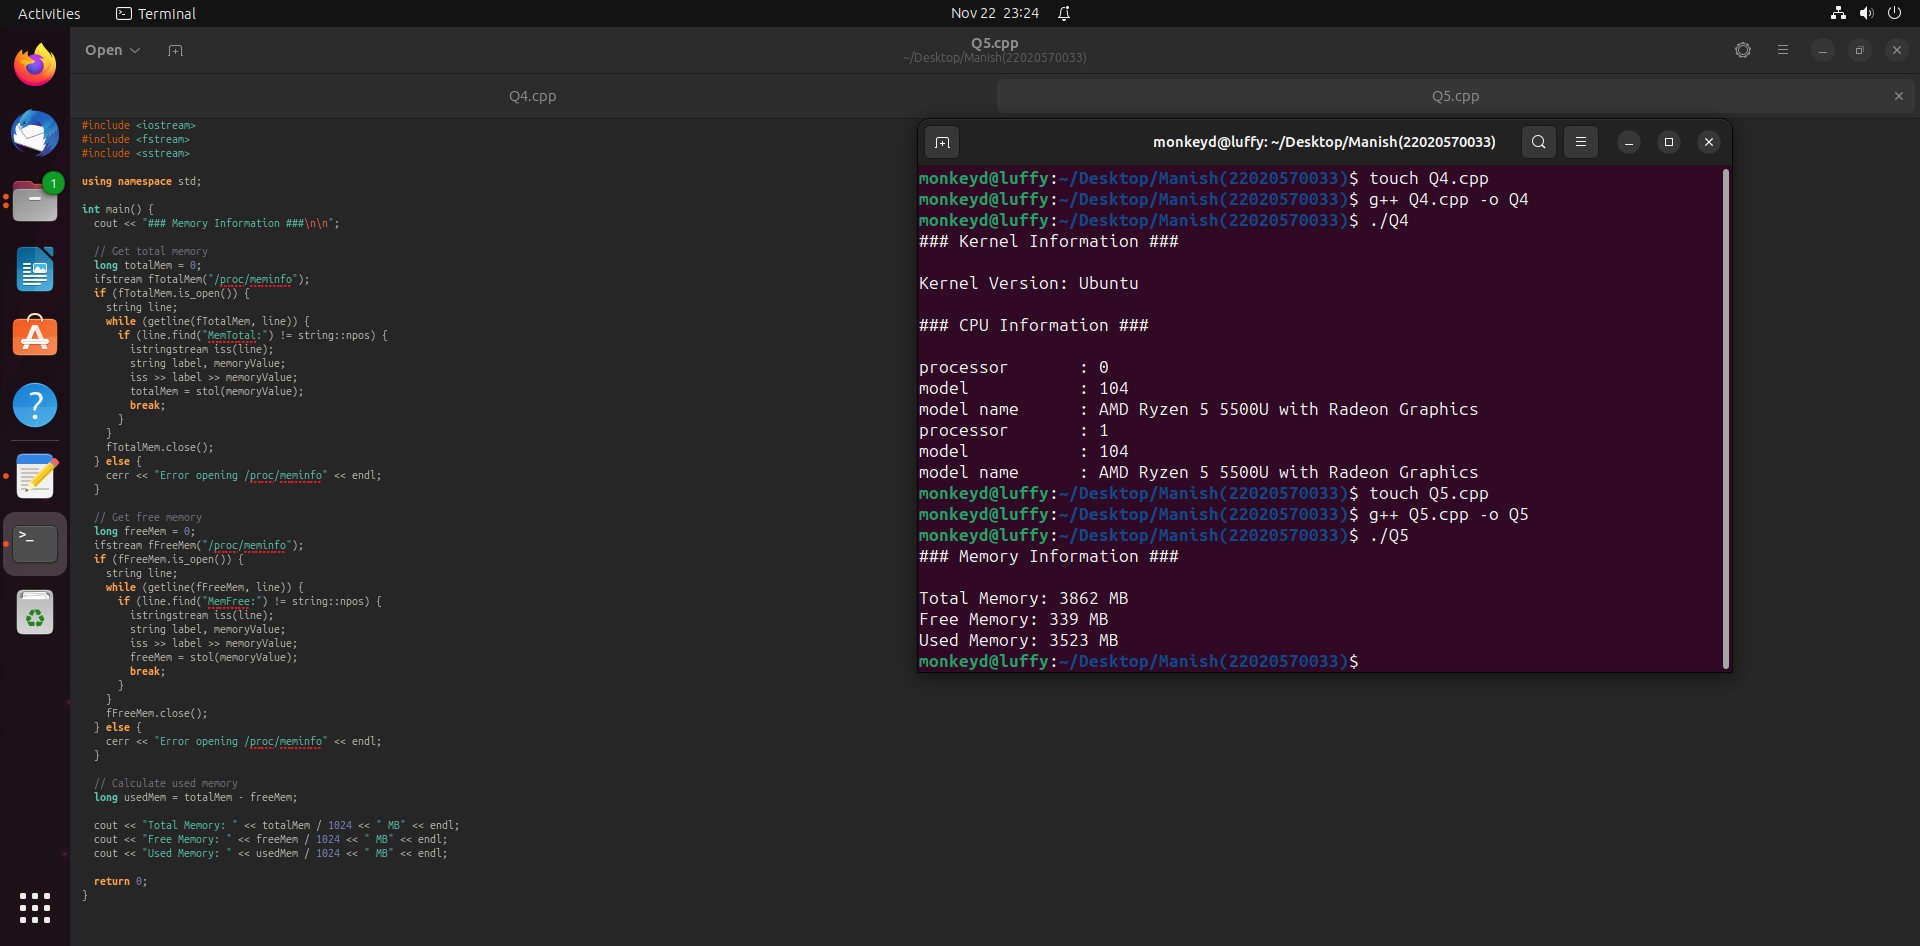 Activities
Terminal
Nov 22 23:24
Open
Q5.cpp
~/Desktop/Manish(22020570033)
Q4.cpp
Q5.cpp
1
#include <iostream>
#include <fstream>
#include <sstream>
using namespace std;
int main() {
cout << "### Memory Information ###\n\n";
// Get total memory
long totalMem = 0;
ifstream fTotalMem("/proc/meminfo");
if (fTotalMem.is_open()) {
string line;
while (getline(fTotalMem, line)) {
if (line.find("MemTotal:") != string::npos) {
istringstream iss(line);
string label, memoryValue;
iss >> label >> memoryValue;
totalMem = stol(memoryValue);
break;
}
}
fTotalMem.close();
} else {
cerr << "Error opening /proc/meminfo" << endl;
}
// Get free memory
long freeMem = 0;
ifstream fFreeMem("/proc/meminfo");
if (fFreeMem.is_open()) {
string line;
while (getline(fFreeMem, line)) {
if (line.find("MemFree:") != string::npos) {
istringstream iss(line);
string label, memoryValue;
iss >> label >> memoryValue;
freeMem = stol(memoryValue);
break;
}
}
fFreeMem.close();
} else {
cerr << "Error opening /proc/meminfo" << endl;
}
// Calculate used memory
long usedMem = totalMem - freeMem;
cout << "Total Memory: " << totalMem / 1024 << " MB" << endl;
cout << "Free Memory: " << freeMem / 1024 << " MB" << endl;
cout << "Used Memory: " << usedMem / 1024 << " MB" << endl;
return 0;
}
monkeyd@luffy: ~/Desktop/Manish(22020570033)
monkeyd@luffy:~/Desktop/Manish(22020570033)$ touch Q4.cpp
monkeyd@luffy:~/Desktop/Manish(22020570033)$ g++ Q4.cpp -o Q4
monkeyd@luffy:~/Desktop/Manish(22020570033)$ ./Q4
### Kernel Information ###
Kernel Version: Ubuntu
### CPU Information ###
processor : 0
model : 104
model name : AMD Ryzen 5 5500U with Radeon Graphics
processor : 1
model : 104
model name : AMD Ryzen 5 5500U with Radeon Graphics
monkeyd@luffy:~/Desktop/Manish(22020570033)$ touch Q5.cpp
monkeyd@luffy:~/Desktop/Manish(22020570033)$ g++ Q5.cpp -o Q5
monkeyd@luffy:~/Desktop/Manish(22020570033)$ ./Q5
### Memory Information ###
Total Memory: 3862 MB
Free Memory: 339 MB
Used Memory: 3523 MB
monkeyd@luffy:~/Desktop/Manish(22020570033)$